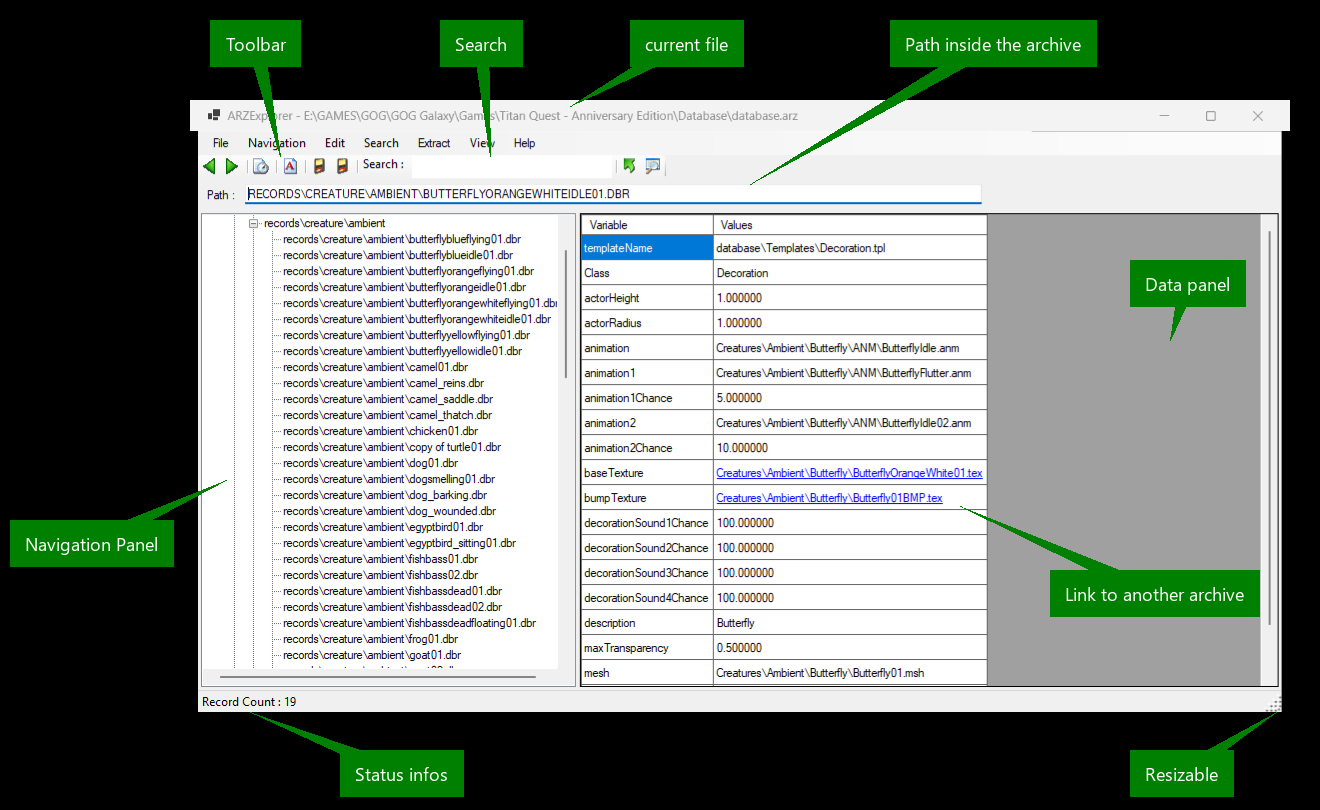 Toolbar
Search
current file
Path inside the archive
ARZExplorer - E:\GAMES\GOG\GOG Galaxy\Games\Titan Quest - Anniversary Edition\Database\database.arz
File Navigation Edit Search Extract View Help
Search :
Path : RECORDS\CREATURE\AMBIENT\BUTTERFLYORANGEWHITEIDLE01.DBR
records\creature\ambient
records\creature\ambient\butterflyblueflying01.dbr
records\creature\ambient\butterflyblueidle01.dbr
records\creature\ambient\butterflyorangeflying01.dbr
records\creature\ambient\butterflyorangeidle01.dbr
records\creature\ambient\butterflyorangewhiteflying01.dbr
records\creature\ambient\butterflyorangewhiteidle01.dbr
records\creature\ambient\butterflyyellowflying01.dbr
records\creature\ambient\butterflyyellowidle01.dbr
records\creature\ambient\camel01.dbr
records\creature\ambient\camel_reins.dbr
records\creature\ambient\camel_saddle.dbr
records\creature\ambient\camel_thatch.dbr
records\creature\ambient\chicken01.dbr
records\creature\ambient\copy of turtle01.dbr
records\creature\ambient\dog01.dbr
records\creature\ambient\dogsmelling01.dbr
records\creature\ambient\dog_barking.dbr
records\creature\ambient\dog_wounded.dbr
records\creature\ambient\egyptbird01.dbr
records\creature\ambient\egyptbird_sitting01.dbr
records\creature\ambient\fishbass01.dbr
records\creature\ambient\fishbass02.dbr
records\creature\ambient\fishbassdead01.dbr
records\creature\ambient\fishbassdead02.dbr
records\creature\ambient\fishbassdeadfloating01.dbr
records\creature\ambient\frog01.dbr
records\creature\ambient\goat01.dbr
Variable Values
templateName database\Templates\Decoration.tpl
Class Decoration
actorHeight 1.000000
actorRadius 1.000000
animation Creatures\Ambient\Butterfly\ANM\ButterflyIdle.anm
animation1 Creatures\Ambient\Butterfly\ANM\ButterflyFlutter.anm
animation1Chance 5.000000
animation2 Creatures\Ambient\Butterfly\ANM\ButterflyIdle02.anm
animation2Chance 10.000000
baseTexture Creatures\Ambient\Butterfly\ButterflyOrangeWhite01.tex
bumpTexture Creatures\Ambient\Butterfly\Butterfly01BMP.tex
decorationSound1Chance 100.000000
decorationSound2Chance 100.000000
decorationSound3Chance 100.000000
decorationSound4Chance 100.000000
description Butterfly
maxTransparency 0.500000
mesh Creatures\Ambient\Butterfly\Butterfly01.msh
Data panel
Navigation Panel
Link to another archive
Record Count : 19
Status infos
Resizable